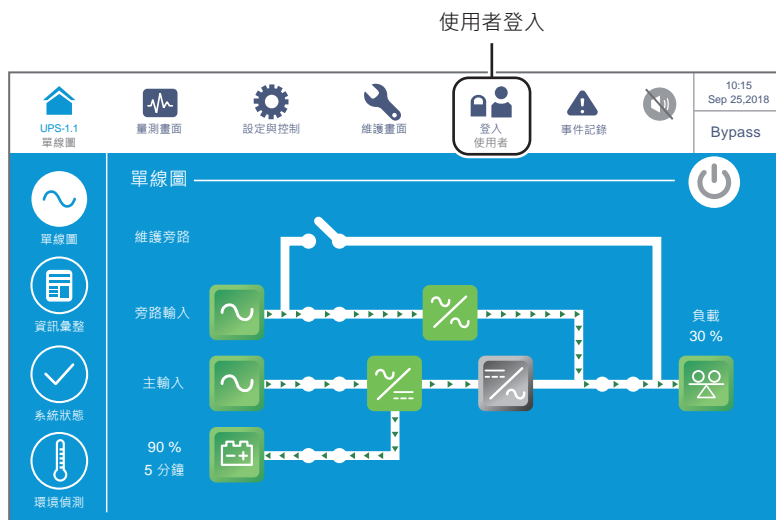 使用者登入
UPS-1.1
單線圖
量測畫面
設定與控制
維護畫面
登入
使用者
事件記錄
10:15
Sep 25,2018
Bypass
單線圖
資訊彙整
系統狀態
環境偵測
單線圖
維護旁路
旁路輸入
主輸入
90 %
5 分鐘
負載
30 %